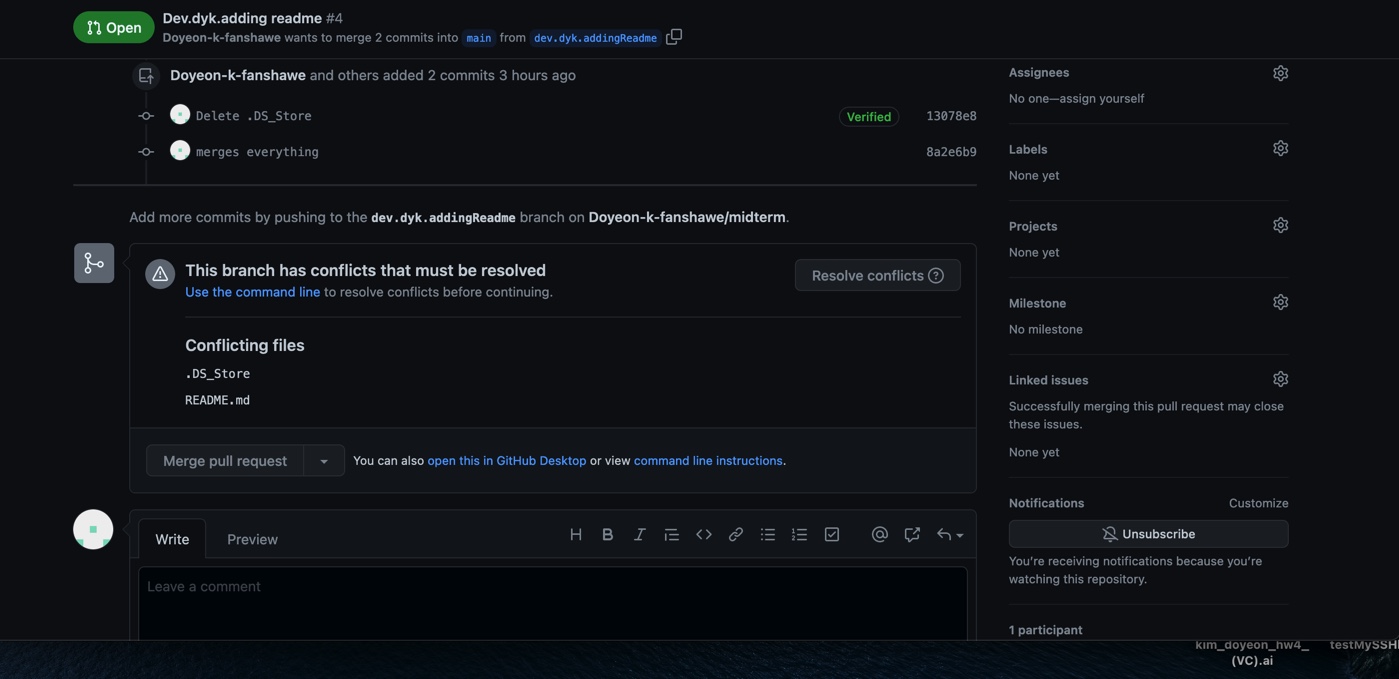 Open
Dev.dyk.adding readme #4
Doyeon-k-fanshawe wants to merge 2 commits into main from dev.dyk.addingReadme
Doyeon-k-fanshawe and others added 2 commits 3 hours ago
Delete .DS_Store Verified 13078e8
merges everything 8a2e6b9
Add more commits by pushing to the dev.dyk.addingReadme branch on Doyeon-k-fanshawe/midterm.
This branch has conflicts that must be resolved
Use the command line to resolve conflicts before continuing.
Resolve conflicts
Conflicting files
.DS_Store
README.md
Merge pull request
You can also open this in GitHub Desktop or view command line instructions.
Write Preview
Leave a comment
Assignees
No one—assign yourself
Labels
None yet
Projects
None yet
Milestone
No milestone
Linked issues
Successfully merging this pull request may close
these issues.
None yet
Notifications Customize
Unsubscribe
You’re receiving notifications because you’re
watching this repository.
1 participant
kim_doyeon_hw4_ testMySSH
(VC).ai